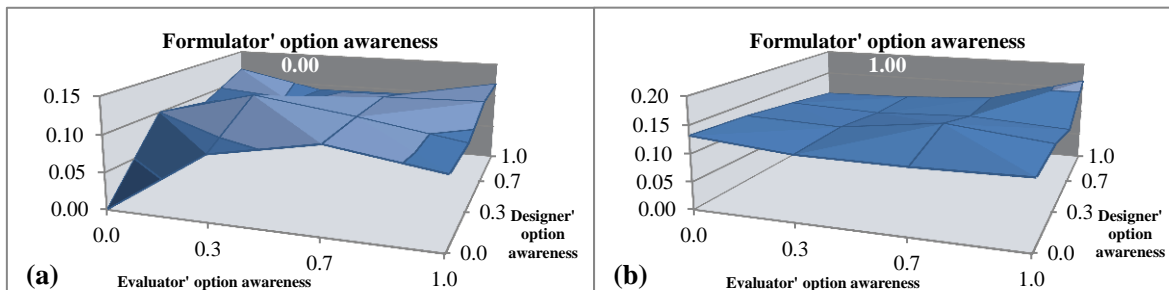 Formulator' option awareness
0.00
0.15
0.10
0.05
0.00
0.0
0.3
0.7
1.0
1.0
0.7
0.3
0.0
Designer'
option
awareness
Evaluator' option awareness
(a)
Formulator' option awareness
1.00
0.20
0.15
0.10
0.05
0.00
0.0
0.3
0.7
1.0
1.0
0.7
0.3
0.0
Designer'
option
awareness
Evaluator' option awareness
(b)